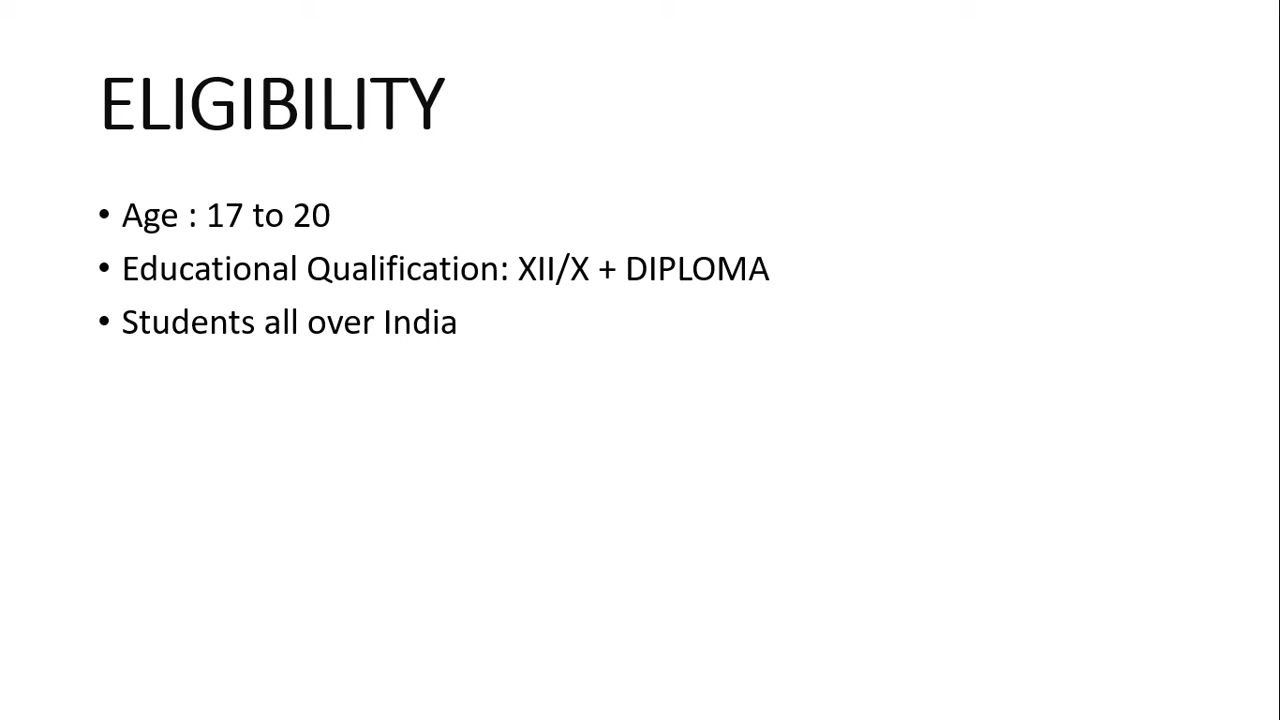 ELIGIBILITY
• Age : 17 to 20
• Educational Qualification: XII/X + DIPLOMA
• Students all over India